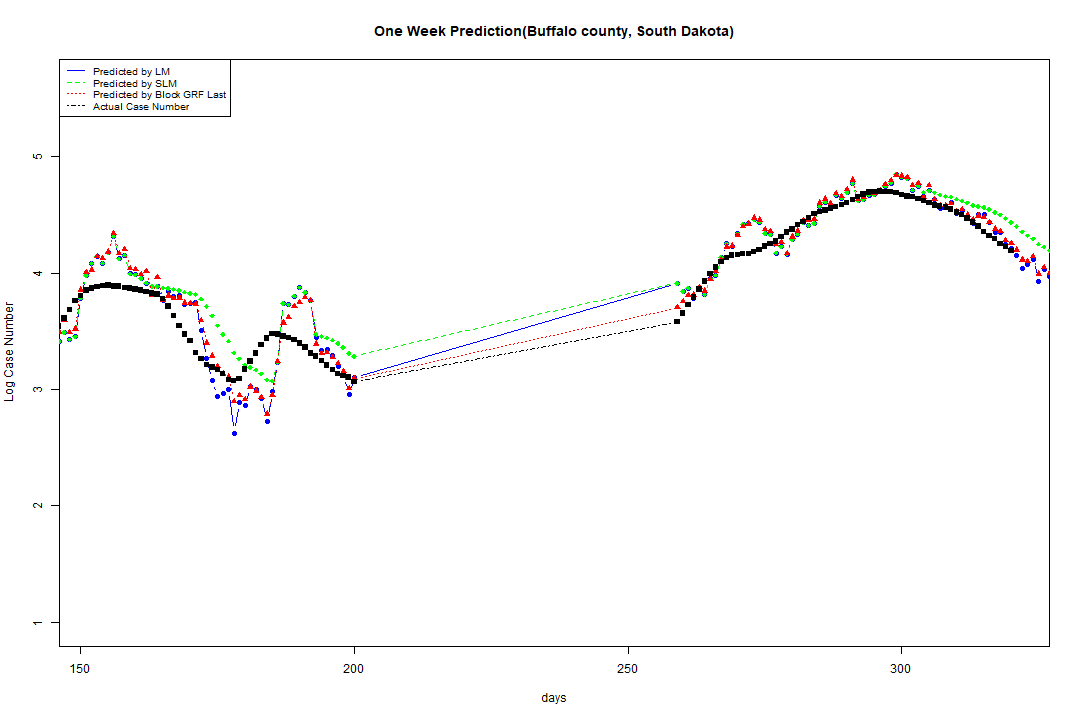 One Week Prediction(Buffalo county, South Dakota)
Predicted by LM
Predicted by SLM
Predicted by Block GRF Last
Actual Case Number
5
4
3
2
1
Log Case Number
150 200 250 300
days